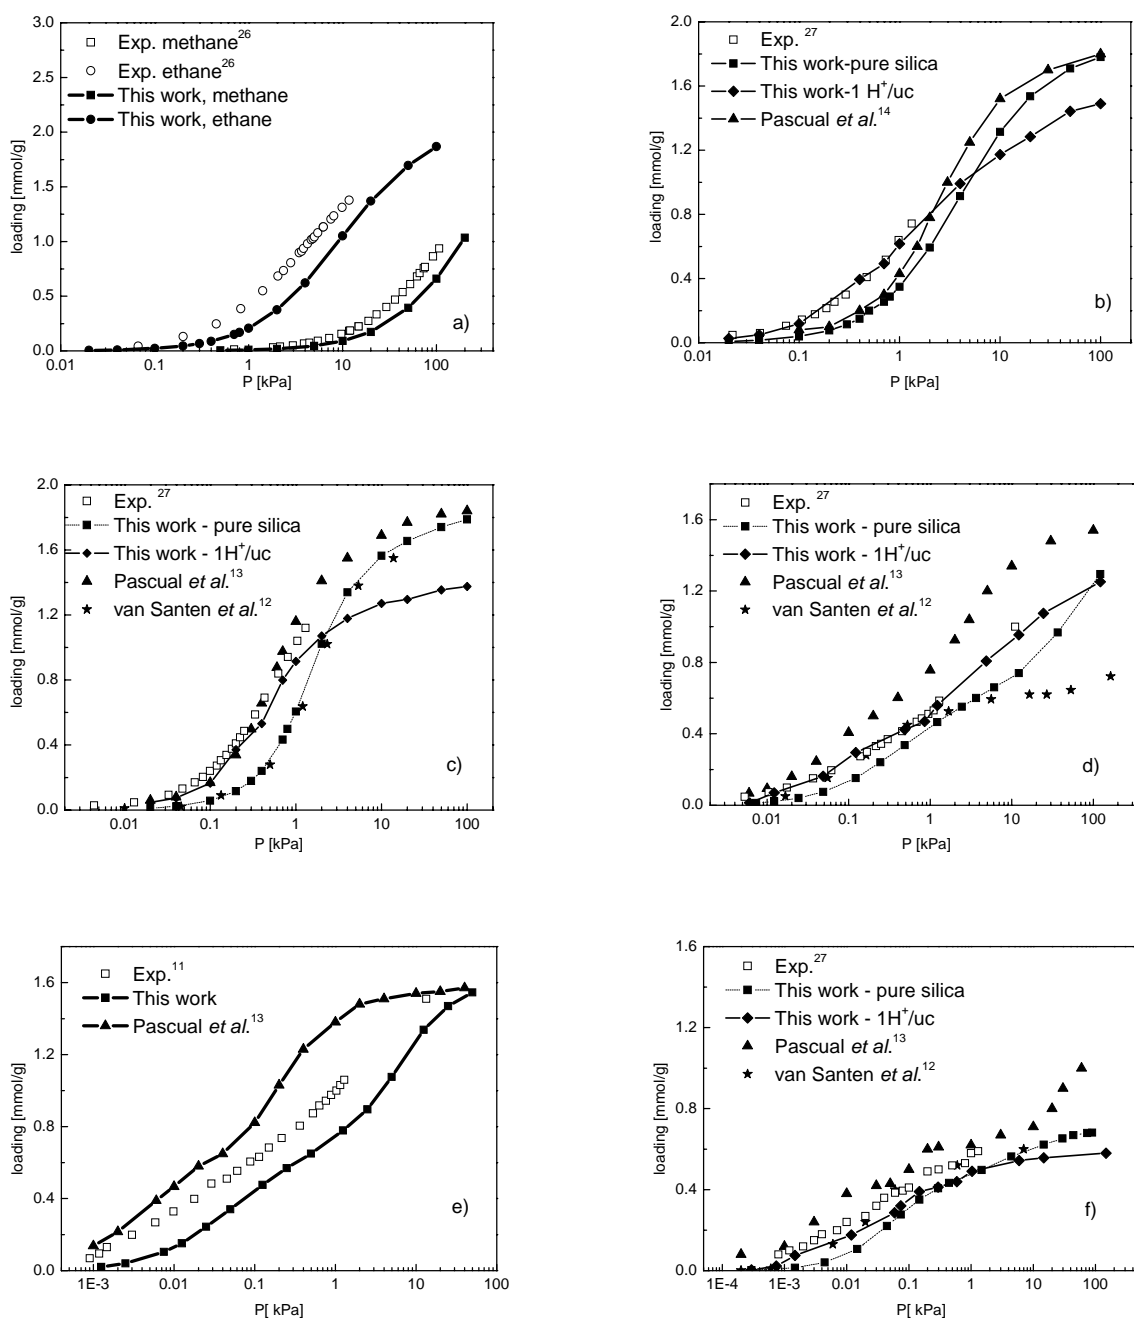 3.0
2.5
2.0
1.5
1.0
0.5
0.0
loading [mmol/g]
Exp. methane26
Exp. ethane26
This work, methane
This work, ethane
a)
0.01 0.1 1 10 100
P [kPa]
2.0
1.6
1.2
0.8
0.4
0.0
loading [mmol/g]
Exp. 27
This work-pure silica
This work-1 H+/uc
Pascual et al.14
b)
0.01 0.1 1 10 100
P [kPa]
2.0
1.6
1.2
0.8
0.4
0.0
loading [mmol/g]
Exp. 27
This work - pure silica
This work - 1H+/uc
Pascual et al.13
van Santen et al.12
c)
0.01 0.1 1 10 100
P [kPa]
1.6
1.2
0.8
0.4
0.0
loading [mmol/g]
Exp. 27
This work - pure silica
This work - 1H+/uc
Pascual et al.13
van Santen et al.12
d)
0.01 0.1 1 10 100
P [kPa]
1.6
1.2
0.8
0.4
0.0
loading [mmol/g]
Exp.11
This work
Pascual et al.13
e)
1E-3 0.01 0.1 1 10 100
P[ kPa]
1.6
1.2
0.8
0.4
0.0
loading [mmol/g]
Exp.27
This work - pure silica
This work - 1H+/uc
Pascual et al.13
van Santen et al.12
f)
1E-4 1E-3 0.01 0.1 1 10 100
P [kPa]